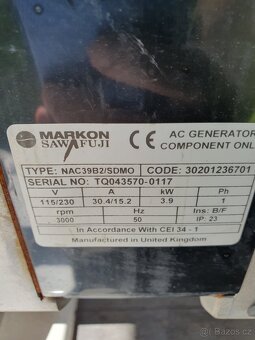 MARKON
SAWAFUJI
CE
AC GENERATOR
COMPONENT ONLY
TYPE: NAC39B2/SDMO CODE: 30201236701
SERIAL NO: TQ043570-0117
V A kW Ph
115/230 30.4/15.2 3.9 1
rpm Hz Ins: B/F
3000 50 IP. 23
In Accordance With CEI 34 - 1
Manufactured in United Kingdom
Bazos.cz